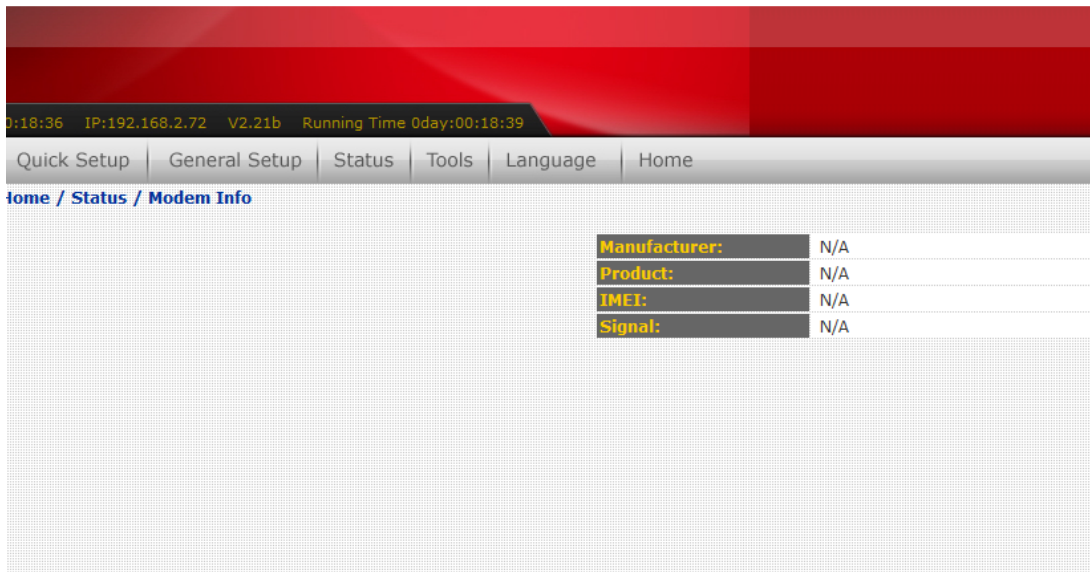 0:18:36 IP:192.168.2.72 V2.21b Running Time 0day:00:18:39
Quick Setup General Setup Status Tools Language Home
Home / Status / Modem Info
Manufacturer: N/A
Product: N/A
IMEI: N/A
Signal: N/A